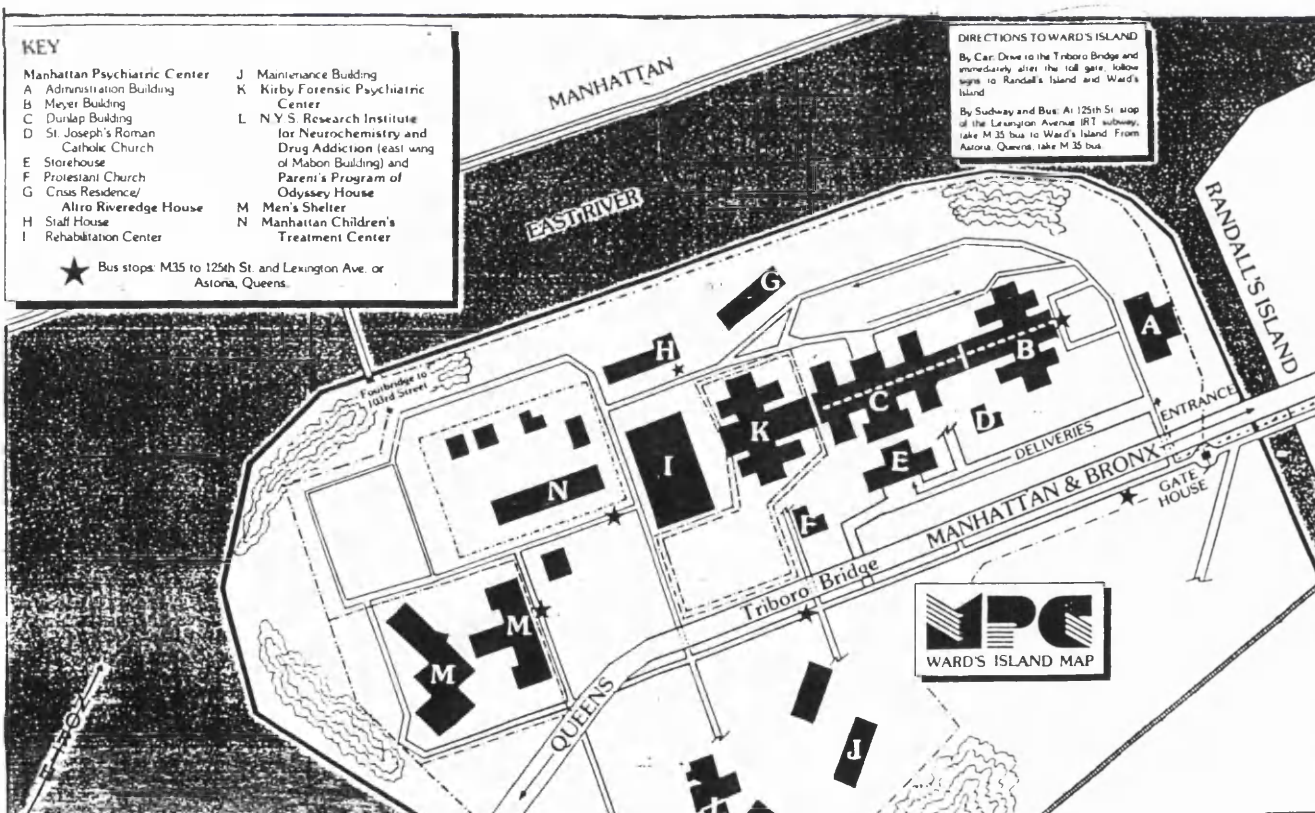 KEY
Manhattan Psychiatric Center
A Administration Building
B Meyer Building
C Dunlap Building
D St. Joseph's Roman
Catholic Church
E Storehouse
F Protestant Church
G Crisis Residence/
Altro Riveredge House
H Staff House
I Rehabilitation Center
J Maintenance Building
K Kirby Forensic Psychiatric
Center
L N.Y.S. Research Institute
for Neurochemistry and
Drug Addiction (east wing
of Mabon Building) and
Parent's Program of
Odyssey House
M Men's Shelter
N Manhattan Children's
Treatment Center
Bus stops: M35 to 125th St. and Lexington Ave. or
Astoria, Queens.
DIRECTIONS TO WARD'S ISLAND
By Car: Drive to the Triboro Bridge and
immediately after the toll gate, follow
signs to Randall's Island and Ward's
Island
By Subway and Bus: At 125th St. stop
of the Lexington Avenue IRT subway,
take M 35 bus to Ward's Island. From
Astoria, Queens, take M 35 bus.
MANHATTAN
EAST RIVER
RANDALL'S ISLAND
G
H
B
A
C
K
D
E
I
N
F
M
M
J
Footbridge to
103rd Street
DELIVERIES
ENTRANCE
MANHATTAN & BRONX
GATE
HOUSE
Triboro Bridge
QUEENS
MPC
WARD'S ISLAND MAP